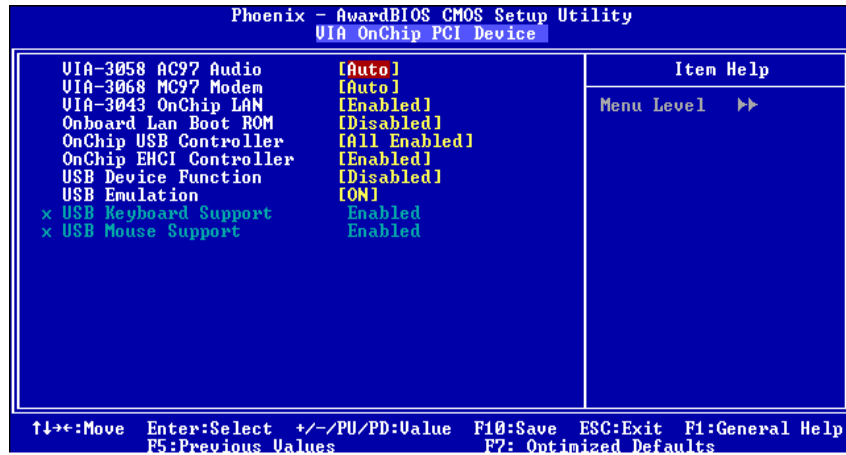 Phoenix - AwardBIOS CMOS Setup Utility
VIA OnChip PCI Device
VIA-3058 AC97 Audio [Auto]
VIA-3068 MC97 Modem [Auto]
VIA-3043 OnChip LAN [Enabled]
Onboard Lan Boot ROM [Disabled]
OnChip USB Controller [All Enabled]
OnChip EHCI Controller [Enabled]
USB Device Function [Disabled]
USB Emulation [ON]
x USB Keyboard Support Enabled
x USB Mouse Support Enabled
Item Help
Menu Level ▶▶
↑↓→←:Move Enter:Select +/-/PU/PD:Value F10:Save ESC:Exit F1:General Help
F5:Previous Values F7: Optimized Defaults